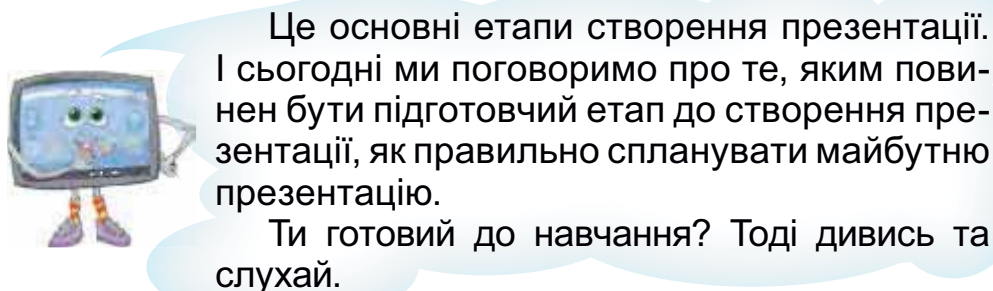 Це основні етапи створення презентації.
І сьогодні ми поговоримо про те, яким пови-
нен бути підготовчий етап до створення пре-
зентації, як правильно спланувати майбутню
презентацію.
Ти готовий до навчання? Тоді дивись та
слухай.